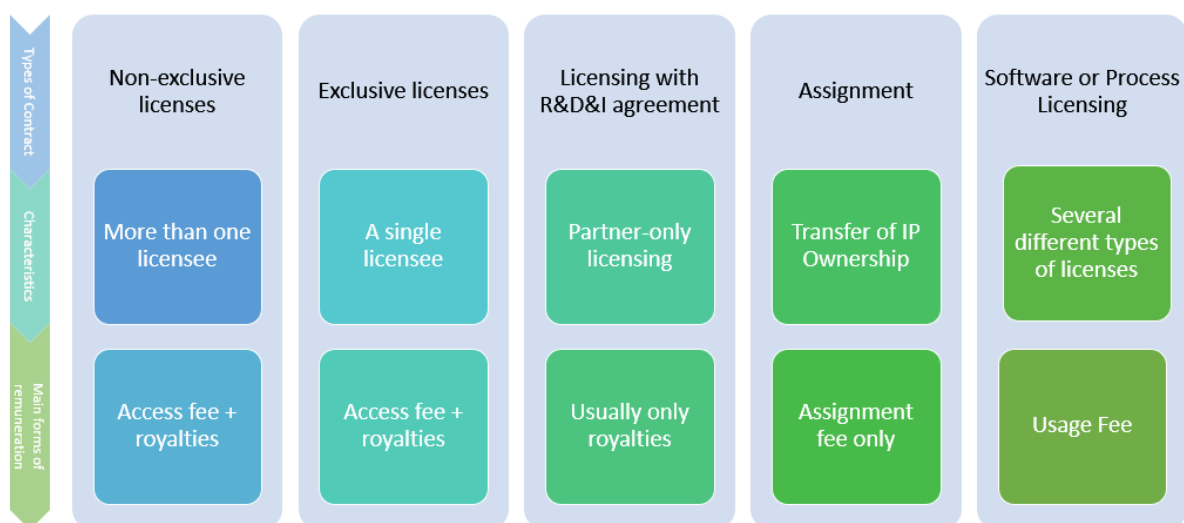 Types of Contract
Non-exclusive
licenses
Exclusive licenses
Licensing with
R&D&I agreement
Assignment
Software or Process
Licensing
Characteristics
More than one
licensee
A single
licensee
Partner-only
licensing
Transfer of IP
Ownership
Several
different types
of licenses
Main forms of
remuneration
Access fee +
royalties
Access fee +
royalties
Usually only
royalties
Assignment
fee only
Usage Fee